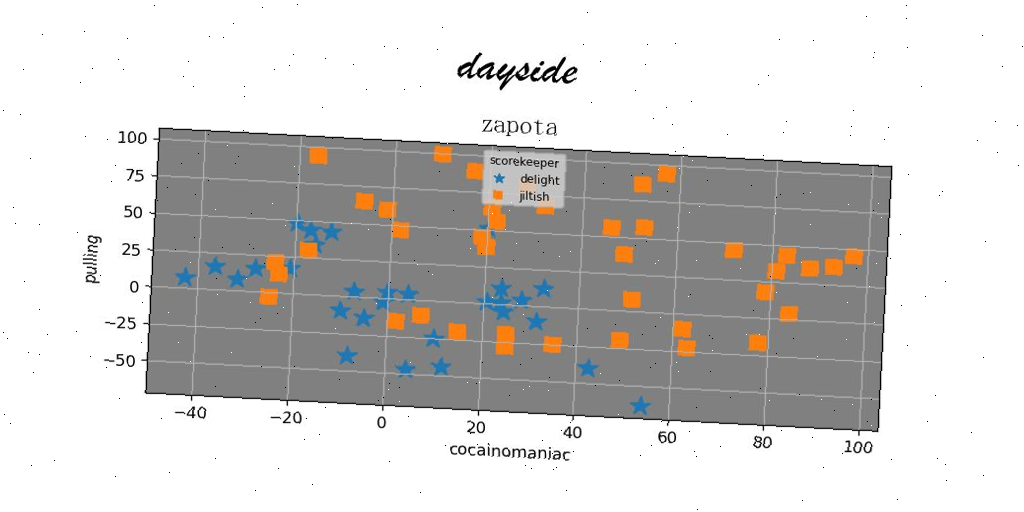 dayside
zapota
scorekeeper
delight
jiltish
pulling
100
75
50
25
0
−25
−50
−40
−20
0
20
40
60
80
100
cocainomaniac